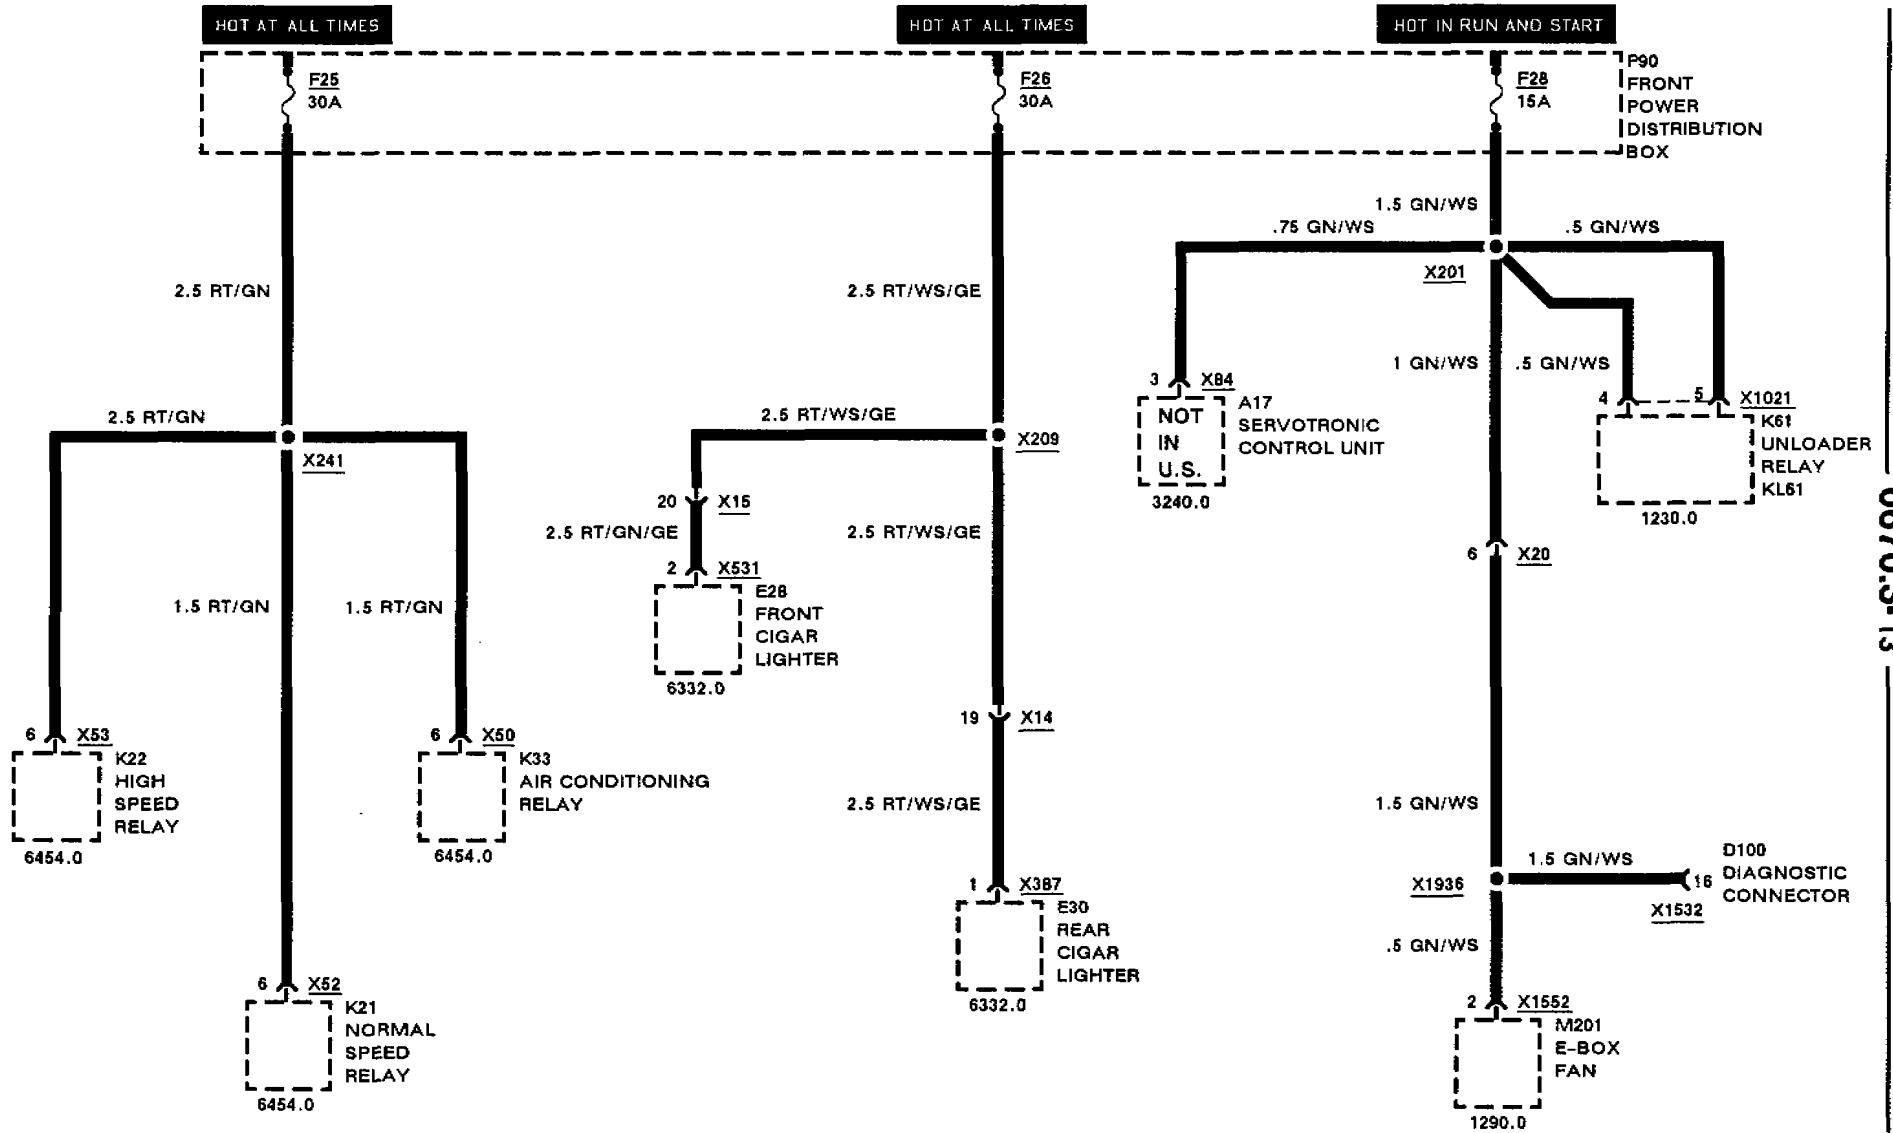 HOT AT ALL TIMES
HOT AT ALL TIMES
HOT IN RUN AND START
F25
30A
F26
30A
F28
15A
P90
FRONT
POWER
DISTRIBUTION
BOX
1.5 GN/WS
.75 GN/WS
.5 GN/WS
X201
2.5 RT/GN
2.5 RT/WS/GE
1 GN/WS
.5 GN/WS
3
X84
A17
SERVOTRONIC
CONTROL UNIT
NOT
IN
U.S.
3240.0
4
5
X1021
K61
UNLOADER
RELAY
KL61
1230.0
2.5 RT/GN
X241
2.5 RT/WS/GE
X209
20
X15
2.5 RT/GN/GE
2
X531
E28
FRONT
CIGAR
LIGHTER
6332.0
2.5 RT/WS/GE
6
X20
1.5 RT/GN
1.5 RT/GN
19
X14
6
X53
K22
HIGH
SPEED
RELAY
6454.0
6
X50
K33
AIR CONDITIONING
RELAY
6454.0
2.5 RT/WS/GE
1.5 GN/WS
1
X387
E30
REAR
CIGAR
LIGHTER
6332.0
X1936
1.5 GN/WS
16
X1532
D100
DIAGNOSTIC
CONNECTOR
.5 GN/WS
6
X52
K21
NORMAL
SPEED
RELAY
6454.0
2
X1552
M201
E-BOX
FAN
1290.0